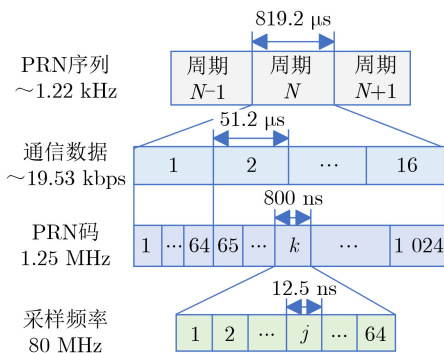 819.2 μs
PRN序列
～1.22 kHz
周期 周期 周期
N–1 N N+1
51.2 μs
通信数据
～19.53 kbps
1 2 ··· 16
800 ns
PRN码
1.25 MHz
1 ··· 64 65 ··· k ··· 1 024
12.5 ns
采样频率
80 MHz
1 2 ··· j ··· 64